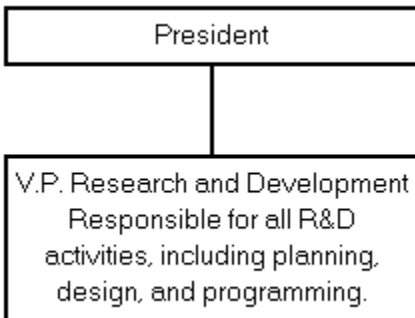 President
V.P. Research and Development
Responsible for all R&D
activities, including planning,
design, and programming.